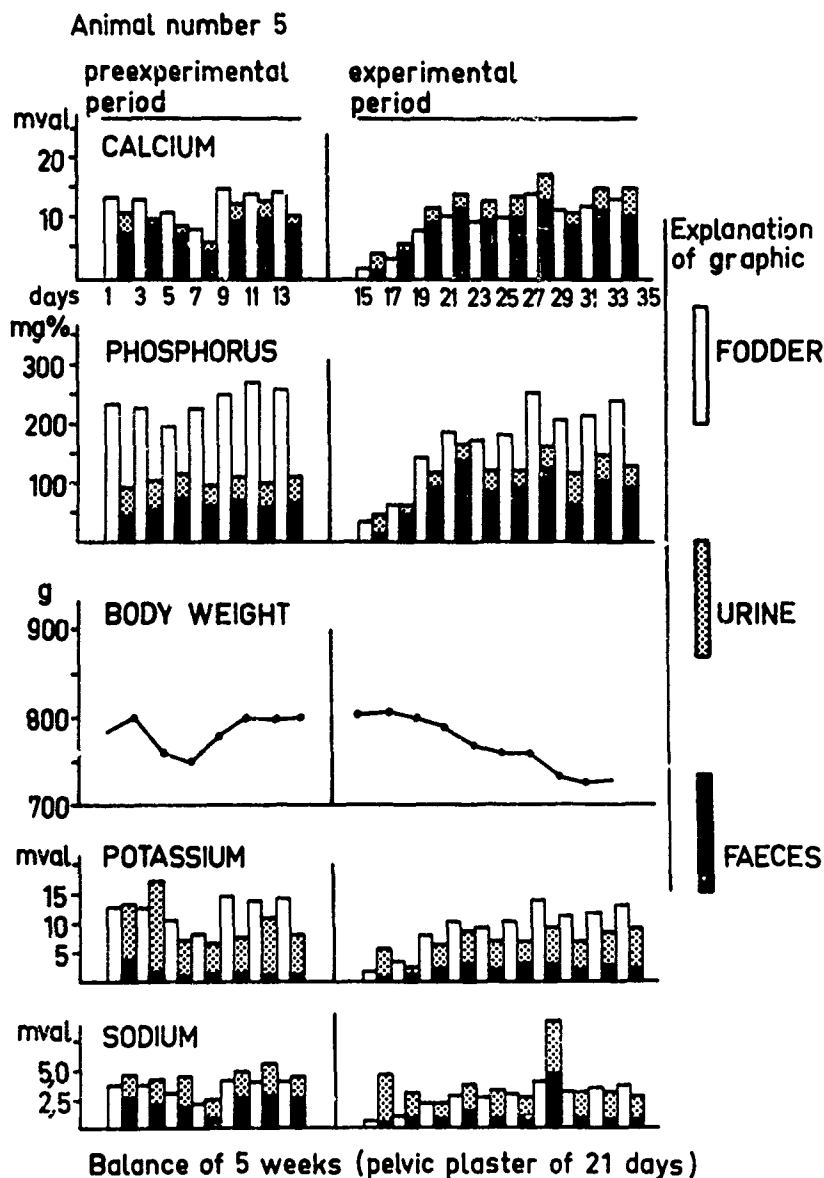 Animal number 5
preexperimental
period
experimental
period
mval
CALCIUM
20
10
days
1 3 5 7 9 11 13
15 17 19 21 23 25 27 29 31 33 35
mg%
PHOSPHORUS
300
200
100
g
BODY WEIGHT
900
800
700
mval
POTASSIUM
15
10
5
mval
SODIUM
5,0
2,5
Explanation
of graphic
FODDER
URINE
FAECES
Balance of 5 weeks (pelvic plaster of 21 days)